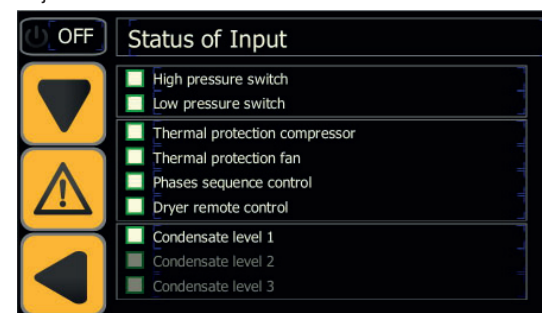 OFF
Status of Input
High pressure switch
Low pressure switch
Thermal protection compressor
Thermal protection fan
Phases sequence control
Dryer remote control
Condensate level 1
Condensate level 2
Condensate level 3